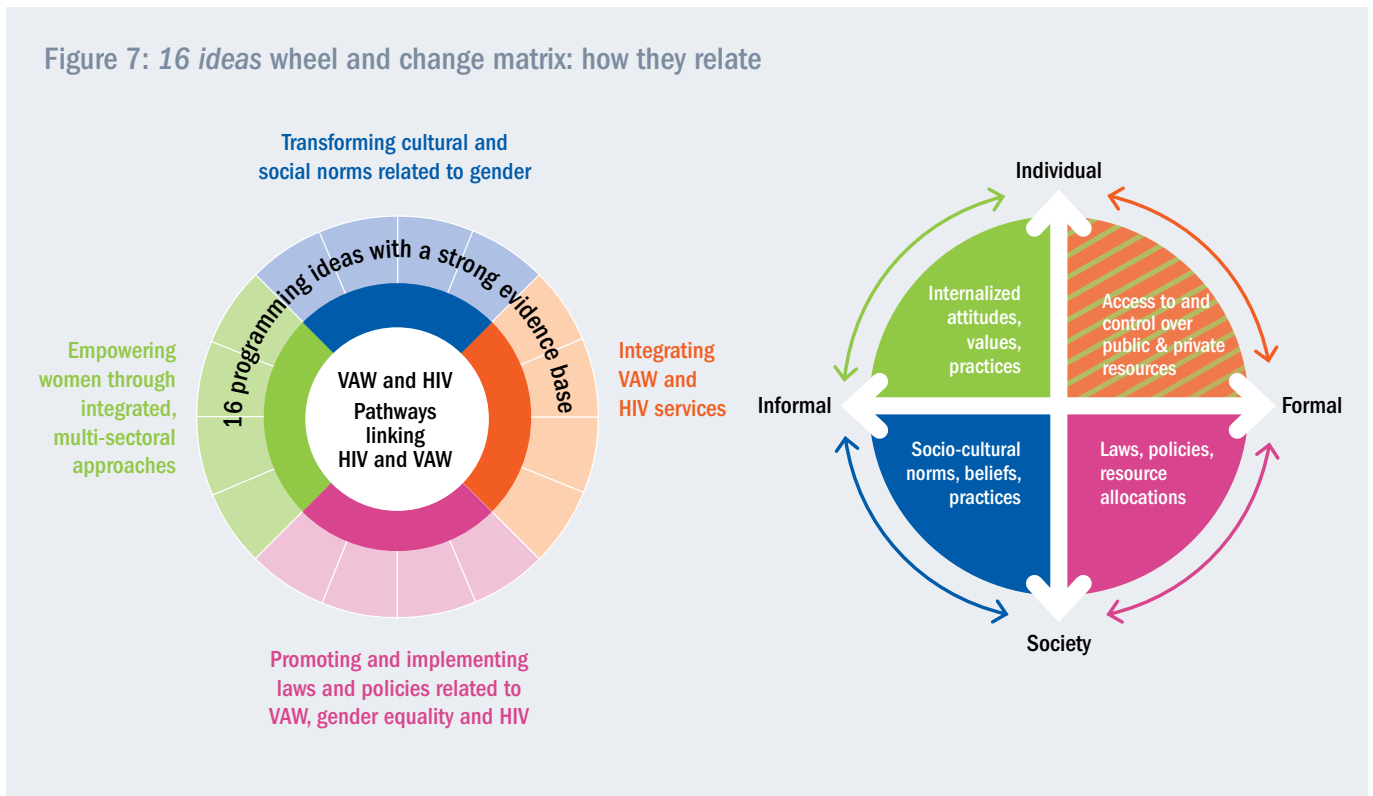 Figure 7: 16 ideas wheel and change matrix: how they relate
Transforming cultural and
social norms related to gender
16 programming ideas with a strong evidence base
Empowering
women through
integrated,
multi-sectoral
approaches
VAW and HIV
Pathways
linking
HIV and VAW
Integrating
VAW and
HIV services
Promoting and implementing
laws and policies related to
VAW, gender equality and HIV
Individual
Internalized
attitudes,
values,
practices
Access to and
control over
public & private
resources
Informal
Formal
Socio-cultural
norms, beliefs,
practices
Laws, policies,
resource
allocations
Society